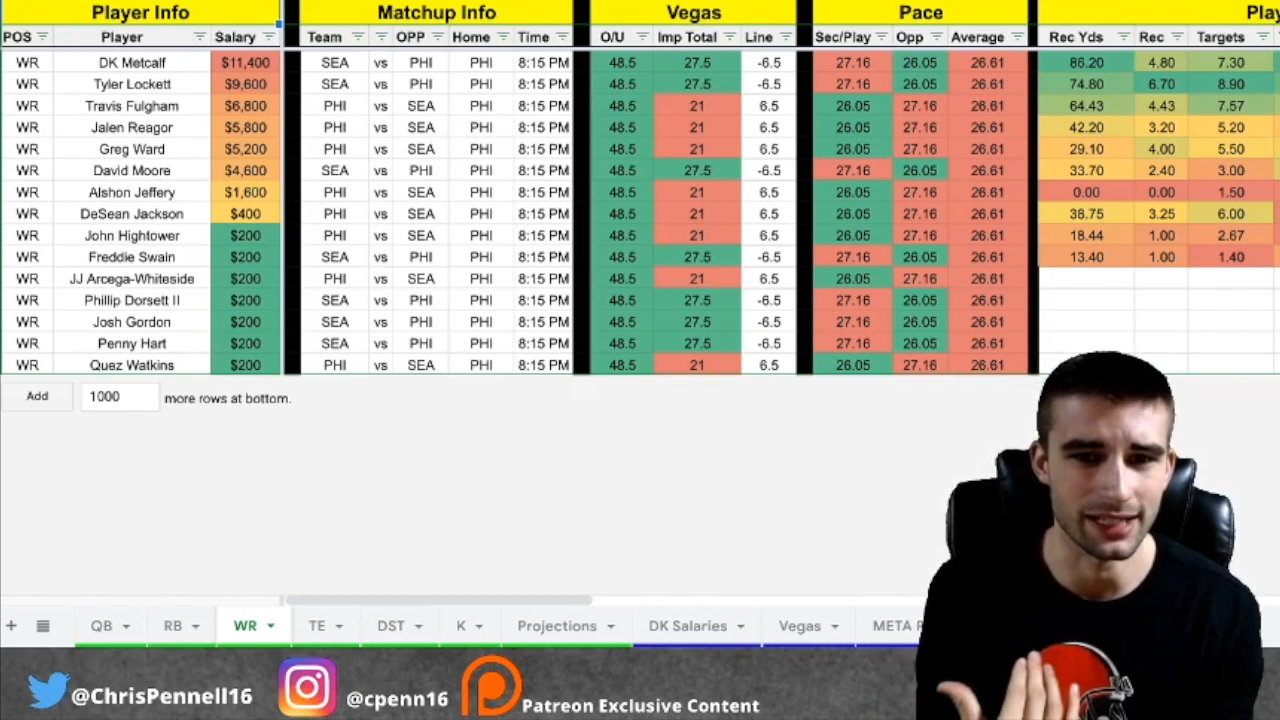 Player Info Matchup Info Vegas Pace Play
POS Player Salary Team OPP Home Time O/U Imp Total Line Sec/Play Opp Average Rec Yds Rec Targets
WR DK Metcalf $11,400 SEA vs PHI PHI 8:15 PM 48.5 27.5 -6.5 27.16 26.05 26.61 86.20 4.80 7.30
WR Tyler Lockett $9,600 SEA vs PHI PHI 8:15 PM 48.5 27.5 -6.5 27.16 26.05 26.61 74.80 6.70 8.90
WR Travis Fulgham $6,800 PHI vs SEA PHI 8:15 PM 48.5 21 6.5 26.05 27.16 26.61 64.43 4.43 7.57
WR Jalen Reagor $5,800 PHI vs SEA PHI 8:15 PM 48.5 21 6.5 26.05 27.16 26.61 42.20 3.20 5.20
WR Greg Ward $5,200 PHI vs SEA PHI 8:15 PM 48.5 21 6.5 26.05 27.16 26.61 29.10 4.00 5.50
WR David Moore $4,600 SEA vs PHI PHI 8:15 PM 48.5 27.5 -6.5 27.16 26.05 26.61 33.70 2.40 3.00
WR Alshon Jeffery $1,600 PHI vs SEA PHI 8:15 PM 48.5 21 6.5 26.05 27.16 26.61 0.00 0.00 1.50
WR DeSean Jackson $400 PHI vs SEA PHI 8:15 PM 48.5 21 6.5 26.05 27.16 26.61 38.75 3.25 6.00
WR John Hightower $200 PHI vs SEA PHI 8:15 PM 48.5 21 6.5 26.05 27.16 26.61 18.44 1.00 2.67
WR Freddie Swain $200 SEA vs PHI PHI 8:15 PM 48.5 27.5 -6.5 27.16 26.05 26.61 13.40 1.00 1.40
WR JJ Arcega-Whiteside $200 PHI vs SEA PHI 8:15 PM 48.5 21 6.5 26.05 27.16 26.61
WR Phillip Dorsett II $200 SEA vs PHI PHI 8:15 PM 48.5 27.5 -6.5 27.16 26.05 26.61
WR Josh Gordon $200 SEA vs PHI PHI 8:15 PM 48.5 27.5 -6.5 27.16 26.05 26.61
WR Penny Hart $200 SEA vs PHI PHI 8:15 PM 48.5 27.5 -6.5 27.16 26.05 26.61
WR Quez Watkins $200 PHI vs SEA PHI 8:15 PM 48.5 21 6.5 26.05 27.16 26.61
Add 1000 more rows at bottom.
QB RB WR TE DST K Projections DK Salaries Vegas META
@ChrisPennell16 @cpenn16 Patreon Exclusive Content